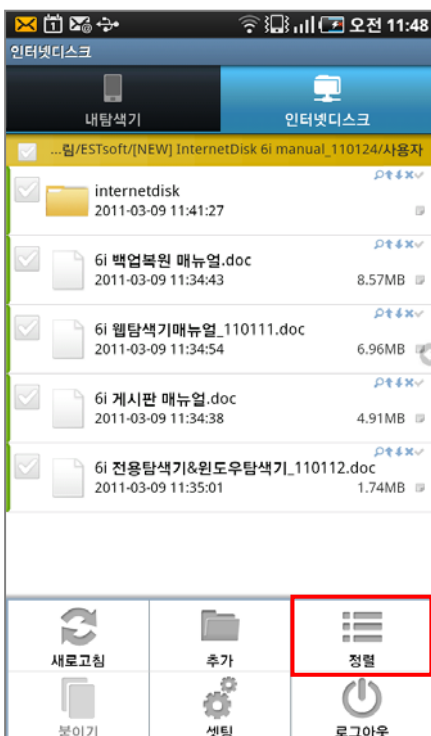 오전 11:48
인터넷디스크
내탐색기
인터넷디스크
...림/ESTsoft/[NEW] InternetDisk 6i manual_110124/사용자
internetdisk
2011-03-09 11:41:27
6i 백업복원 매뉴얼.doc
2011-03-09 11:34:43 8.57MB
6i 웹탐색기매뉴얼_110111.doc
2011-03-09 11:34:54 6.96MB
6i 게시판 매뉴얼.doc
2011-03-09 11:34:38 4.91MB
6i 전용탐색기&윈도우탐색기_110112.doc
2011-03-09 11:35:01 1.74MB
새로고침 추가 정렬
붙이기 셋팅 로그아웃